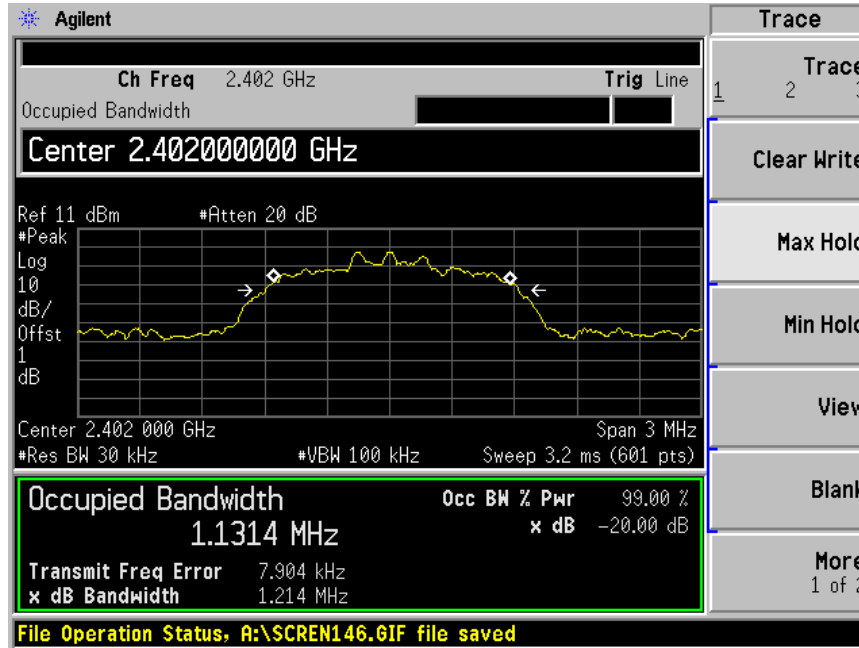 Agilent
Trace
Ch Freq 2.402 GHz
Trig Line
Occupied Bandwidth
Center 2.402000000 GHz
Ref 11 dBm
#Atten 20 dB
#Peak
Log
10
dB/
Offst
1
dB
Center 2.402 000 GHz
Span 3 MHz
#Res BW 30 kHz
#VBW 100 kHz
Sweep 3.2 ms (601 pts)
Occupied Bandwidth
1.1314 MHz
Occ BW % Pwr 99.00 %
x dB -20.00 dB
Transmit Freq Error 7.904 kHz
x dB Bandwidth 1.214 MHz
File Operation Status, A:\SCREN146.GIF file saved
Trace
1 2
Clear Write
Max Hold
Min Hold
View
Blank
More
1 of 2